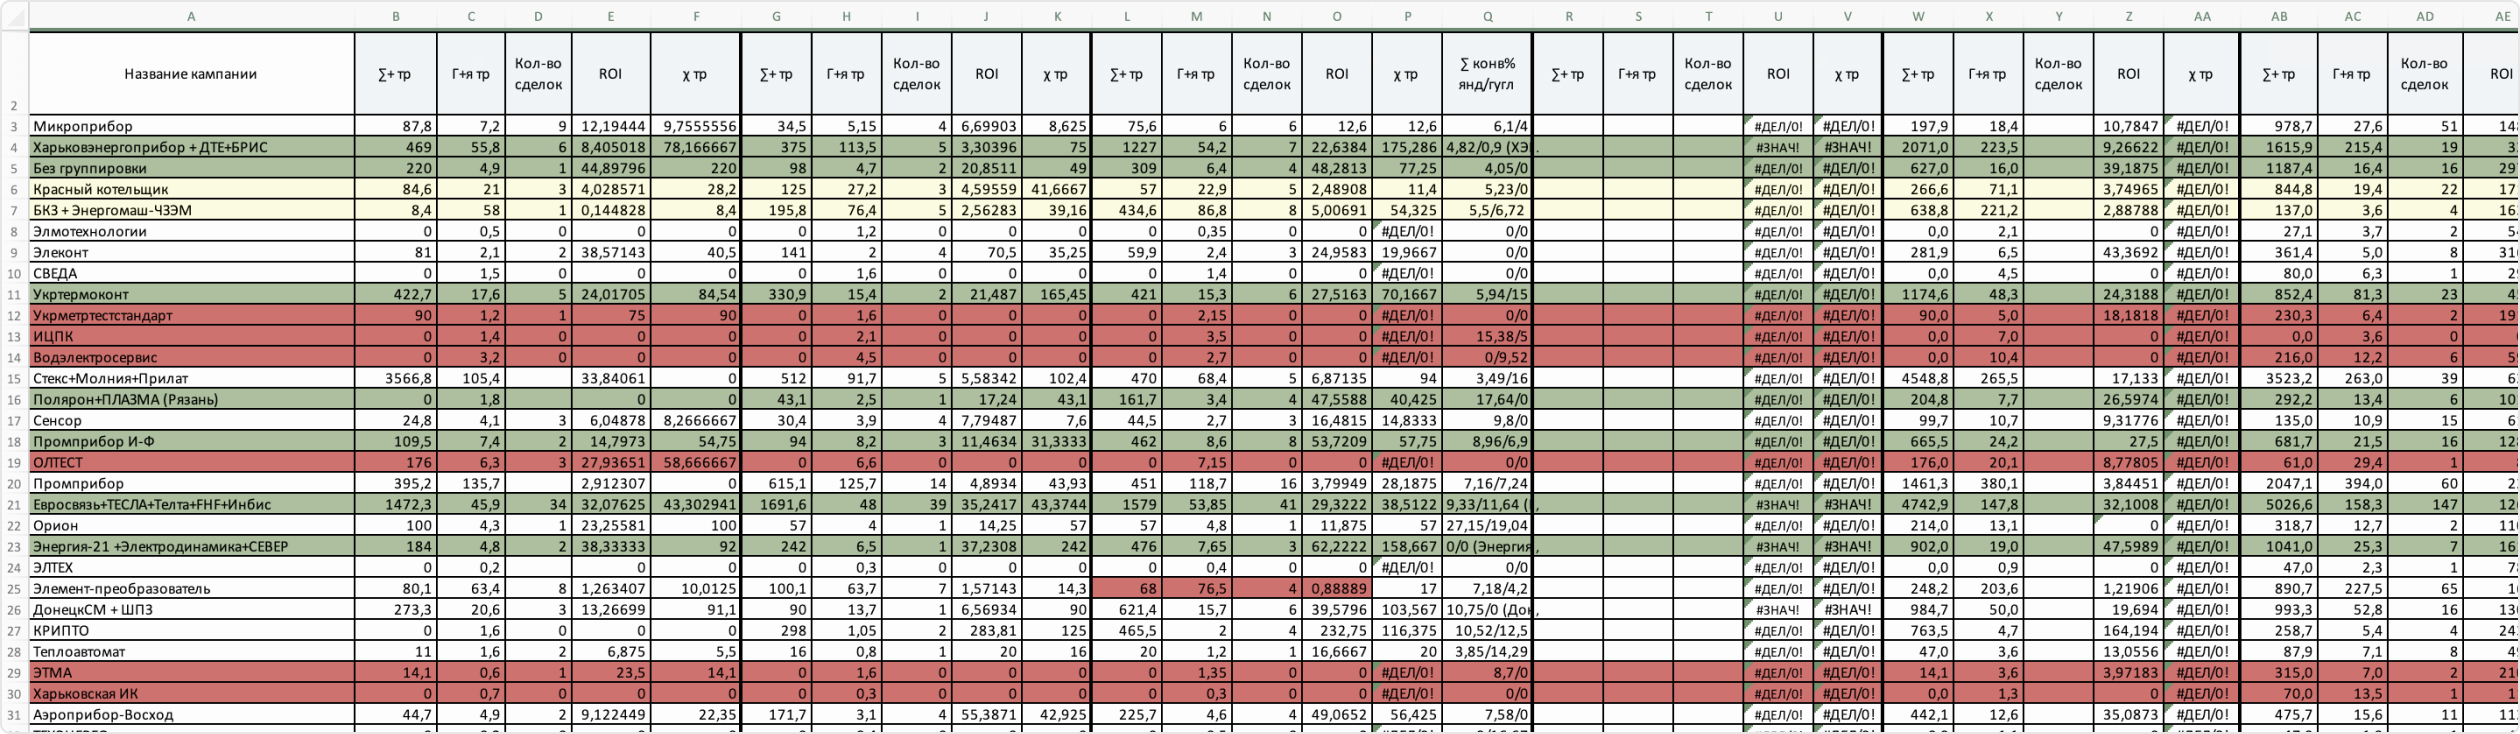 A B C D E F G H I J K L M N O P Q R S T U V W X Y Z AA AB AC AD AE
2 Название кампании ∑+ тр Г+я тр Кол-во сделок ROI χ тр ∑+ тр Г+я тр Кол-во сделок ROI χ тр ∑+ тр Г+я тр Кол-во сделок ROI χ тр ∑ конв% янд/гугл ∑+ тр Г+я тр Кол-во сделок ROI χ тр ∑+ тр Г+я тр Кол-во сделок ROI χ тр ∑+ тр Г+я тр Кол-во сделок ROI
3 Микроприбор 87,8 7,2 9 12,19444 9,7555556 34,5 5,15 4 6,69903 8,625 75,6 6 6 12,6 12,6 6,1/4 #ДЕЛ/0! #ДЕЛ/0! 197,9 18,4 10,7847 #ДЕЛ/0! 978,7 27,6 51
4 Харьковэнергоприбор + ДТЕ+БРИС 469 55,8 6 8,405018 78,166667 375 113,5 5 3,30396 75 1227 54,2 7 22,6384 175,286 4,82/0,9 #ЗНАЧ! #ЗНАЧ! 2071,0 223,5 9,26622 #ДЕЛ/0! 1615,9 215,4 19
5 Без группировки 220 4,9 1 44,89796 220 98 4,7 2 20,8511 49 309 6,4 4 48,2813 77,25 4,05/0 #ДЕЛ/0! #ДЕЛ/0! 627,0 16,0 39,1875 #ДЕЛ/0! 1187,4 16,4 16
6 Красный котельщик 84,6 21 3 4,028571 28,2 125 27,2 3 4,59559 41,6667 57 22,9 5 2,48908 11,4 5,23/0 #ДЕЛ/0! #ДЕЛ/0! 266,6 71,1 3,74965 #ДЕЛ/0! 844,8 19,4 22
7 БКЗ + Энергомаш-ЧЗЭМ 8,4 58 1 0,144828 8,4 195,8 76,4 5 2,56283 39,16 434,6 86,8 8 5,00691 54,325 5,5/6,72 #ДЕЛ/0! #ДЕЛ/0! 638,8 221,2 2,88788 #ДЕЛ/0! 137,0 3,6 4
8 Элмотехнологии 0 0,5 0 0 0 0 1,2 0 0 0 0 0,35 0 0 #ДЕЛ/0! 0/0 #ДЕЛ/0! #ДЕЛ/0! 0,0 2,1 0 #ДЕЛ/0! 27,1 3,7 2
9 Элеконт 81 2,1 2 38,57143 40,5 141 2 4 70,5 35,25 59,9 2,4 3 24,9583 19,9667 0/0 #ДЕЛ/0! #ДЕЛ/0! 281,9 6,5 43,3692 #ДЕЛ/0! 361,4 5,0 8
10 СВЕДА 0 1,5 0 0 0 0 1,6 0 0 0 0 1,4 0 0 #ДЕЛ/0! 0/0 #ДЕЛ/0! #ДЕЛ/0! 0,0 4,5 0 #ДЕЛ/0! 80,0 6,3 1
11 Укртермоконт 422,7 17,6 5 24,01705 84,54 330,9 15,4 2 21,487 165,45 421 15,3 6 27,5163 70,1667 5,94/15 #ДЕЛ/0! #ДЕЛ/0! 1174,6 48,3 24,3188 #ДЕЛ/0! 852,4 81,3 23
12 Укрметртестстандарт 90 1,2 1 75 90 0 1,6 0 0 0 0 2,15 0 0 #ДЕЛ/0! 0/0 #ДЕЛ/0! #ДЕЛ/0! 90,0 5,0 18,1818 #ДЕЛ/0! 230,3 6,4 2
13 ИЦПК 0 1,4 0 0 0 0 2,1 0 0 0 0 3,5 0 0 #ДЕЛ/0! 15,38/5 #ДЕЛ/0! #ДЕЛ/0! 0,0 7,0 0 #ДЕЛ/0! 0,0 3,6 0
14 Водэлектросервис 0 3,2 0 0 0 0 4,5 0 0 0 0 2,7 0 0 #ДЕЛ/0! 0/9,52 #ДЕЛ/0! #ДЕЛ/0! 0,0 10,4 0 #ДЕЛ/0! 216,0 12,2 6
15 Стекс+Молния+Прилат 3566,8 105,4 33,84061 0 512 91,7 5 5,58342 102,4 470 68,4 5 6,87135 94 3,49/16 #ДЕЛ/0! #ДЕЛ/0! 4548,8 265,5 17,133 #ДЕЛ/0! 3523,2 263,0 39
16 Полярон+ПЛАЗМА (Рязань) 0 1,8 0 0 43,1 2,5 1 17,24 43,1 161,7 3,4 4 47,5588 40,425 17,64/0 #ДЕЛ/0! #ДЕЛ/0! 204,8 7,7 26,5974 #ДЕЛ/0! 292,2 13,4 6
17 Сенсор 24,8 4,1 3 6,04878 8,2666667 30,4 3,9 4 7,79487 7,6 44,5 2,7 3 16,4815 14,8333 9,8/0 #ДЕЛ/0! #ДЕЛ/0! 99,7 10,7 9,31776 #ДЕЛ/0! 135,0 10,9 15
18 Промприбор И-Ф 109,5 7,4 2 14,7973 54,75 94 8,2 3 11,4634 31,3333 462 8,6 8 53,7209 57,75 8,96/6,9 #ДЕЛ/0! #ДЕЛ/0! 665,5 24,2 27,5 #ДЕЛ/0! 681,7 21,5 16
19 ОЛТЕСТ 176 6,3 3 27,93651 58,666667 0 6,6 0 0 0 0 7,15 0 0 #ДЕЛ/0! 0/0 #ДЕЛ/0! #ДЕЛ/0! 176,0 20,1 8,77805 #ДЕЛ/0! 61,0 29,4 1
20 Промприбор 395,2 135,7 2,912307 0 615,1 125,7 14 4,8934 43,93 451 118,7 16 3,79949 28,1875 7,16/7,24 #ДЕЛ/0! #ДЕЛ/0! 1461,3 380,1 3,84451 #ДЕЛ/0! 2047,1 394,0 60
21 Евросвязь+ТЕСЛА+Телта+FHF+Инбис 1472,3 45,9 34 32,07625 43,302941 1691,6 48 39 35,2417 43,3744 1579 53,85 41 29,3222 38,5122 9,33/11,64 #ЗНАЧ! #ЗНАЧ! 4742,9 147,8 32,1008 #ДЕЛ/0! 5026,6 158,3 147
22 Орион 100 4,3 1 23,25581 100 57 4 1 14,25 57 57 4,8 1 11,875 57 27,15/19,04 #ДЕЛ/0! #ДЕЛ/0! 214,0 13,1 0 #ДЕЛ/0! 318,7 12,7 2
23 Энергия-21 +Электродинамика+СЕВЕР 184 4,8 2 38,33333 92 242 6,5 1 37,2308 242 476 7,65 3 62,2222 158,667 0/0 (Энергия #ЗНАЧ! #ЗНАЧ! 902,0 19,0 47,5989 #ДЕЛ/0! 1041,0 25,3 7
24 ЭЛТЕХ 0 0,2 0 0 0 0 0,3 0 0 0 0 0,4 0 0 #ДЕЛ/0! 0/0 #ДЕЛ/0! #ДЕЛ/0! 0,0 0,9 0 #ДЕЛ/0! 47,0 2,3 1
25 Элемент-преобразователь 80,1 63,4 8 1,263407 10,0125 100,1 63,7 7 1,57143 14,3 68 76,5 4 0,88889 17 7,18/4,2 #ДЕЛ/0! #ДЕЛ/0! 248,2 203,6 1,21906 #ДЕЛ/0! 890,7 227,5 65
26 ДонецкСМ + ШПЗ 273,3 20,6 3 13,26699 91,1 90 13,7 1 6,56934 90 621,4 15,7 6 39,5796 103,567 10,75/0 #ЗНАЧ! #ЗНАЧ! 984,7 50,0 19,694 #ДЕЛ/0! 993,3 52,8 16
27 КРИПТО 0 1,6 0 0 0 298 1,05 2 283,81 125 465,5 2 4 232,75 116,375 10,52/12,5 #ДЕЛ/0! #ДЕЛ/0! 763,5 4,7 164,194 #ДЕЛ/0! 258,7 5,4 4
28 Теплоавтомат 11 1,6 2 6,875 5,5 16 0,8 1 20 16 20 1,2 1 16,6667 20 3,85/14,29 #ДЕЛ/0! #ДЕЛ/0! 47,0 3,6 13,0556 #ДЕЛ/0! 87,9 7,1 8
29 ЭТМА 14,1 0,6 1 23,5 14,1 0 1,6 0 0 0 0 1,35 0 0 #ДЕЛ/0! 8,7/0 #ДЕЛ/0! #ДЕЛ/0! 14,1 3,6 3,97183 #ДЕЛ/0! 315,0 7,0 2
30 Харьковская ИК 0 0,7 0 0 0 0 0,3 0 0 0 0 0,3 0 0 #ДЕЛ/0! 0/0 #ДЕЛ/0! #ДЕЛ/0! 0,0 1,3 0 #ДЕЛ/0! 70,0 13,5 1
31 Аэроприбор-Восход 44,7 4,9 2 9,122449 22,35 171,7 3,1 4 55,3871 42,925 225,7 4,6 4 49,0652 56,425 7,58/0 #ДЕЛ/0! #ДЕЛ/0! 442,1 12,6 35,0873 #ДЕЛ/0! 475,7 15,6 11